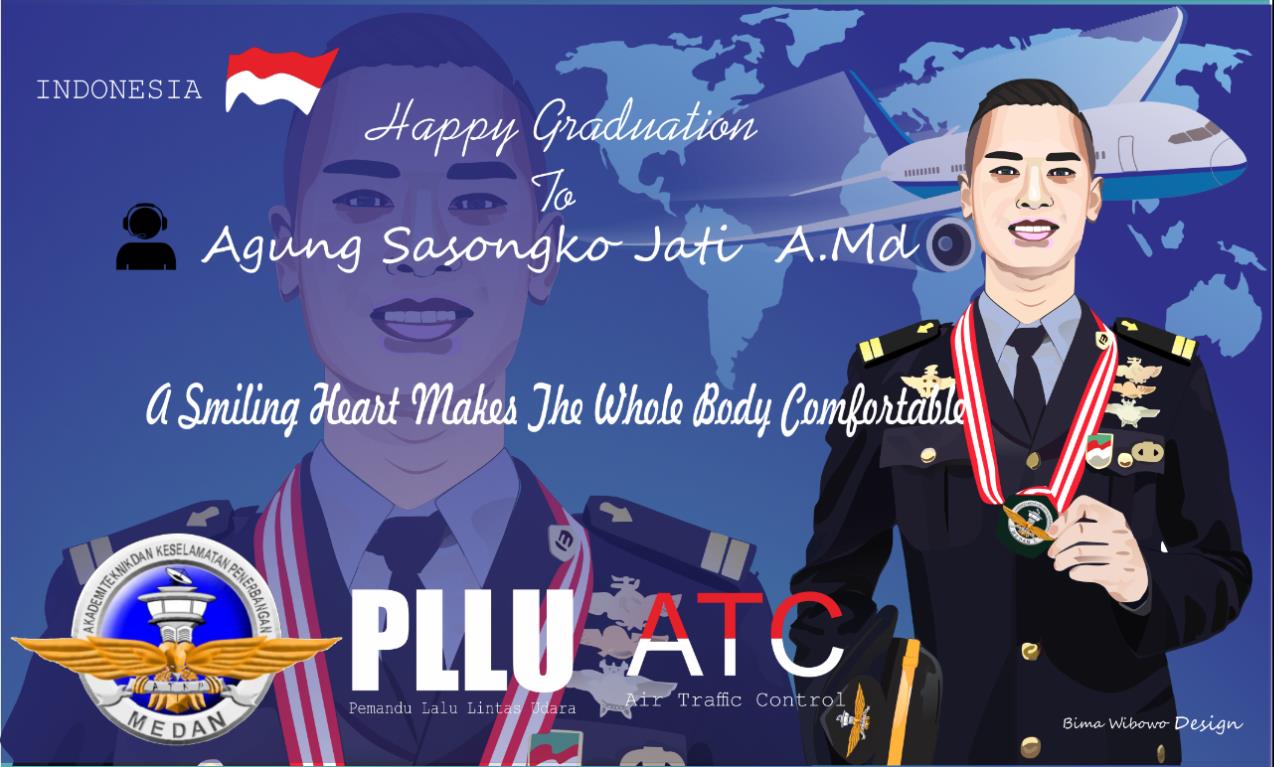 INDONESIA
Happy Graduation
To
Agung Sasongko Jati A.Md
A Smiling Heart Makes The Whole Body Comfortable
AKADEMI TEKNIK DAN KESELAMATAN PENERBANGAN
ATKP
MEDAN
PLLU
Pemandu Lalu Lintas Udara
ATC
Air Traffic Control
Bima Wibowo Design